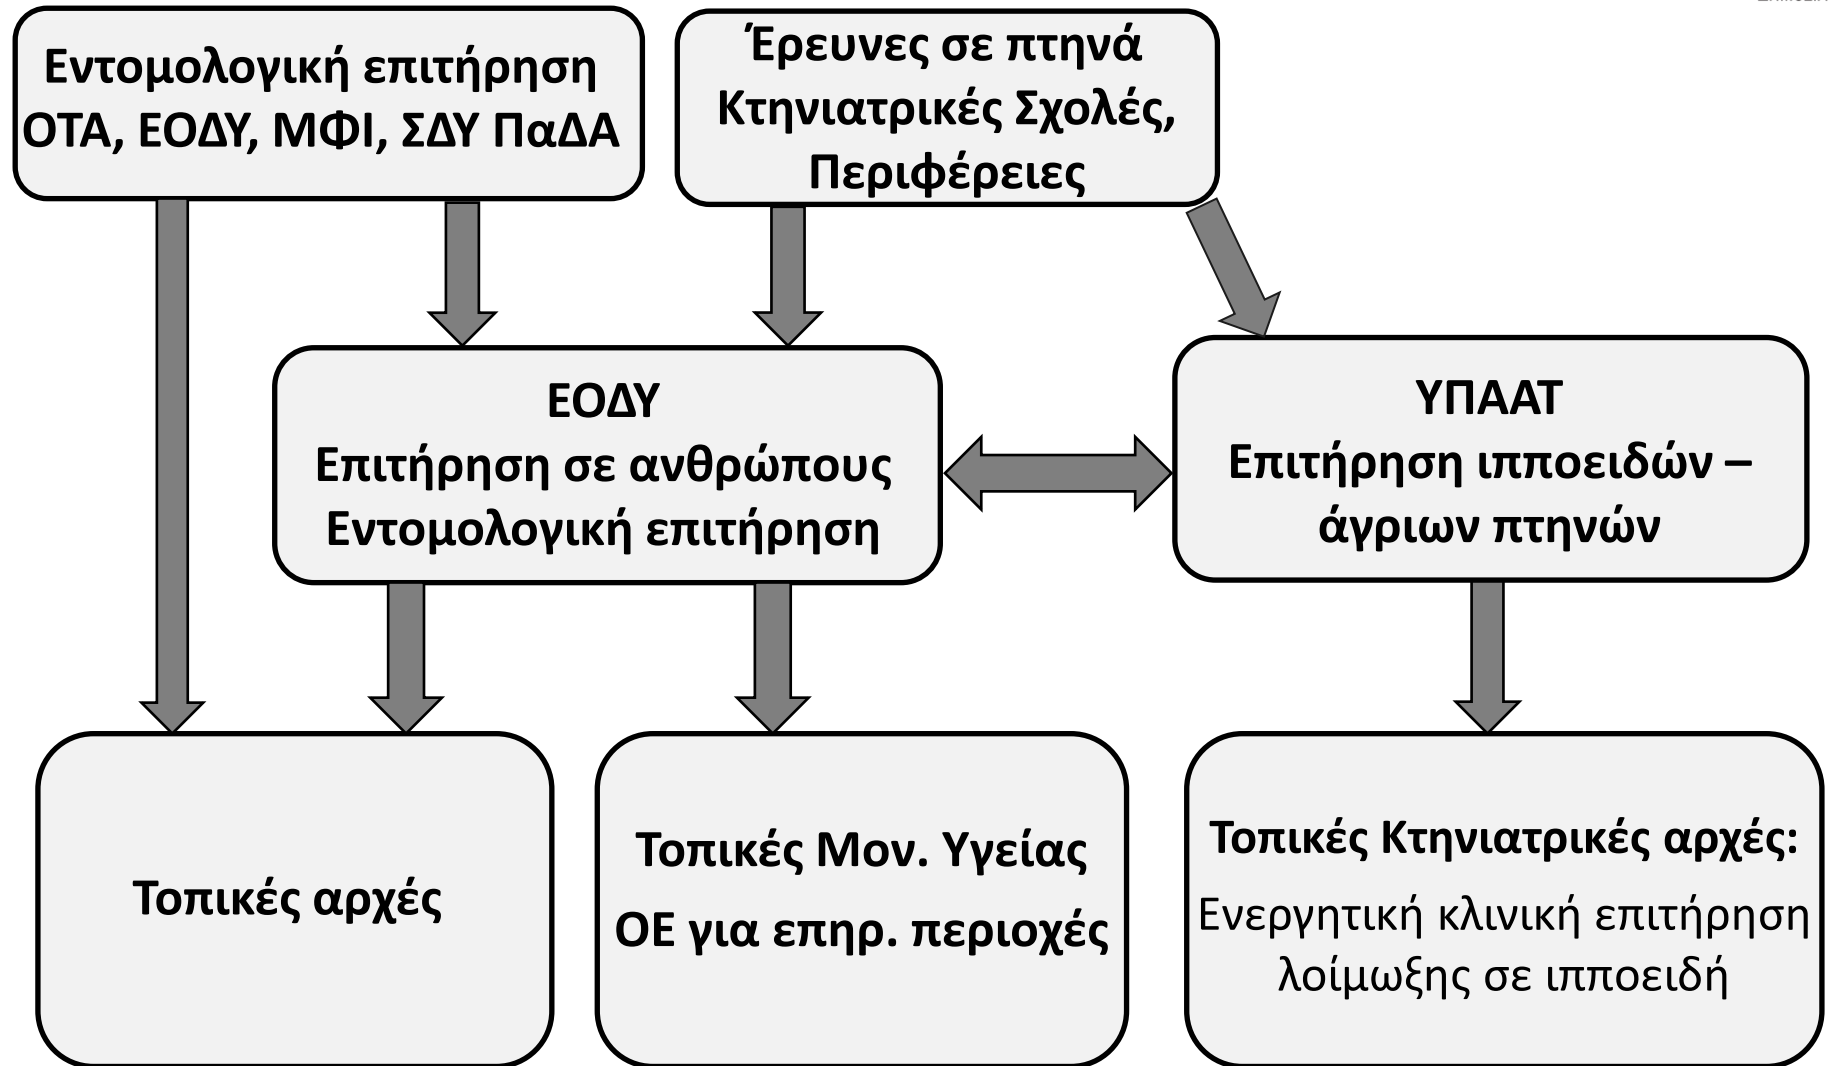 Εντομολογική επιτήρηση
ΟΤΑ, ΕΟΔΥ, ΜΦΙ, ΣΔΥ ΠαΔΑ
Έρευνες σε πτηνά
Κτηνιατρικές Σχολές,
Περιφέρειες
ΕΟΔΥ
Επιτήρηση σε ανθρώπους
Εντομολογική επιτήρηση
ΥΠΑΑΤ
Επιτήρηση ιπποειδών –
άγριων πτηνών
Τοπικές αρχές
Τοπικές Μον. Υγείας
ΟΕ για επηρ. περιοχές
Τοπικές Κτηνιατρικές αρχές:
Ενεργητική κλινική επιτήρηση
λοίμωξης σε ιπποειδή